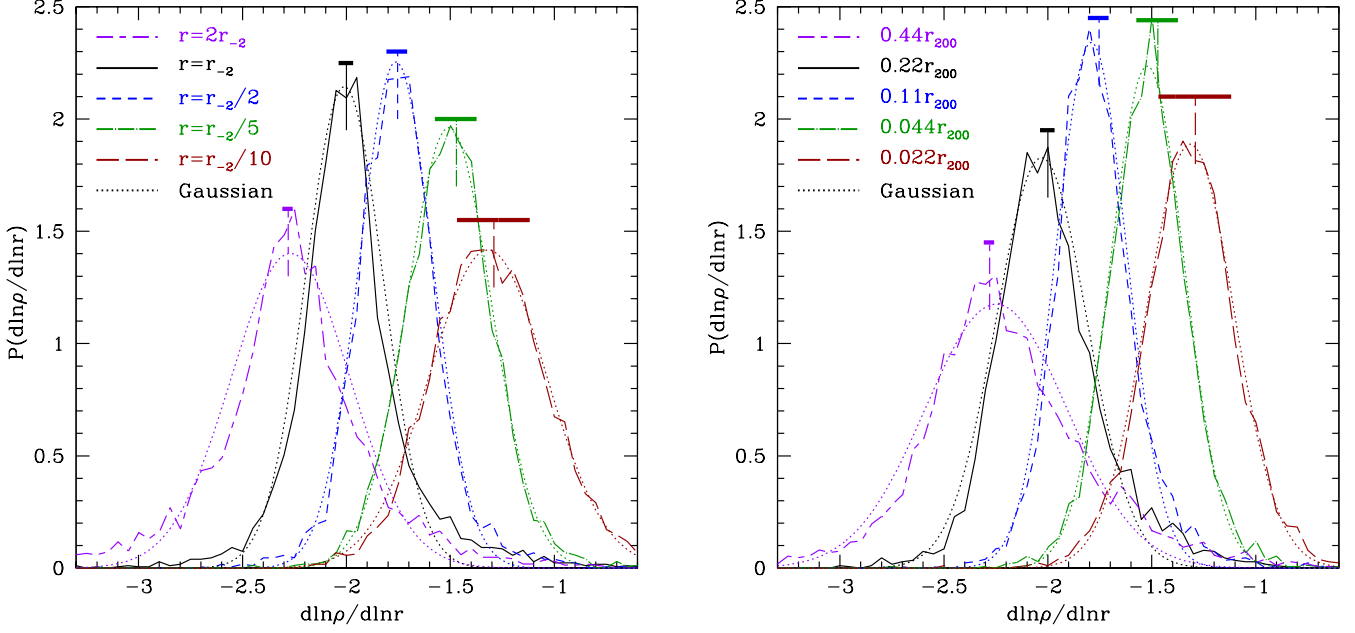 2.5
2
1.5
1
0.5
0
P(dlnρ/dlnr)
r=2r₋₂
r=r₋₂
r=r₋₂/2
r=r₋₂/5
r=r₋₂/10
Gaussian
−3
−2.5
−2
−1.5
−1
dlnρ/dlnr
2.5
2
1.5
1
0.5
0
P(dlnρ/dlnr)
0.44r₂₀₀
0.22r₂₀₀
0.11r₂₀₀
0.044r₂₀₀
0.022r₂₀₀
Gaussian
−3
−2.5
−2
−1.5
−1
dlnρ/dlnr